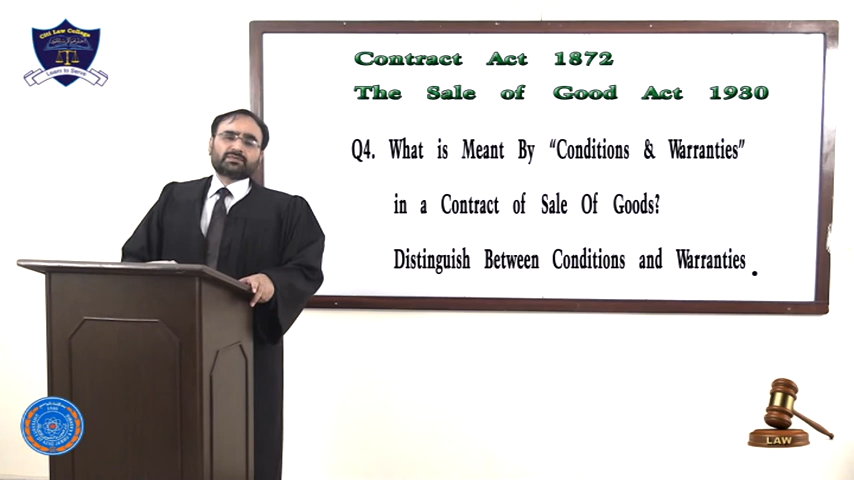 Citi Law College
Learn to Serve
Contract Act 1872
The Sale of Good Act 1930
Q4. What is Meant By “Conditions & Warranties”
in a Contract of Sale Of Goods?
Distinguish Between Conditions and Warranties .
LAW